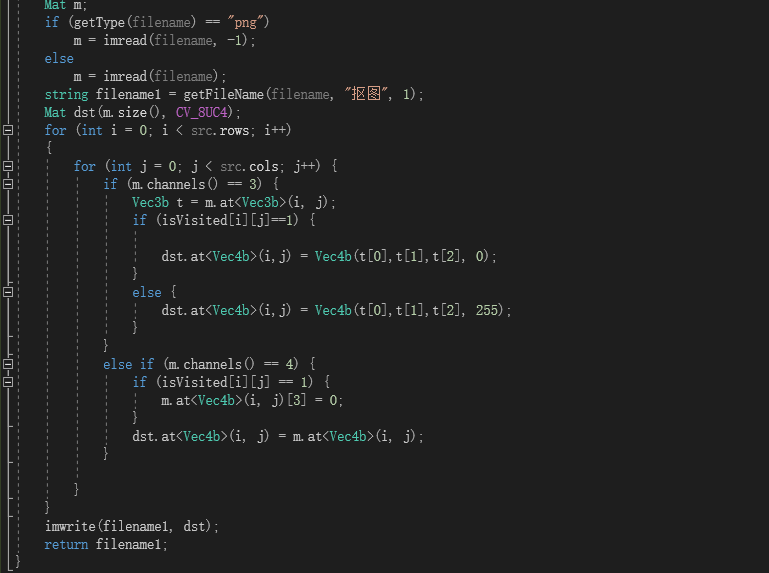 Mat m;
if (getType(filename) == "png")
m = imread(filename, -1);
else
m = imread(filename);
string filename1 = getFileName(filename, "抠图", 1);
Mat dst(m.size(), CV_8UC4);
for (int i = 0; i < src.rows; i++)
{
for (int j = 0; j < src.cols; j++) {
if (m.channels() == 3) {
Vec3b t = m.at<Vec3b>(i, j);
if (isVisited[i][j]==1) {
dst.at<Vec4b>(i,j) = Vec4b(t[0],t[1],t[2], 0);
}
else {
dst.at<Vec4b>(i,j) = Vec4b(t[0],t[1],t[2], 255);
}
}
else if (m.channels() == 4) {
if (isVisited[i][j] == 1) {
m.at<Vec4b>(i, j)[3] = 0;
}
dst.at<Vec4b>(i, j) = m.at<Vec4b>(i, j);
}
}
}
imwrite(filename1, dst);
return filename1;
}